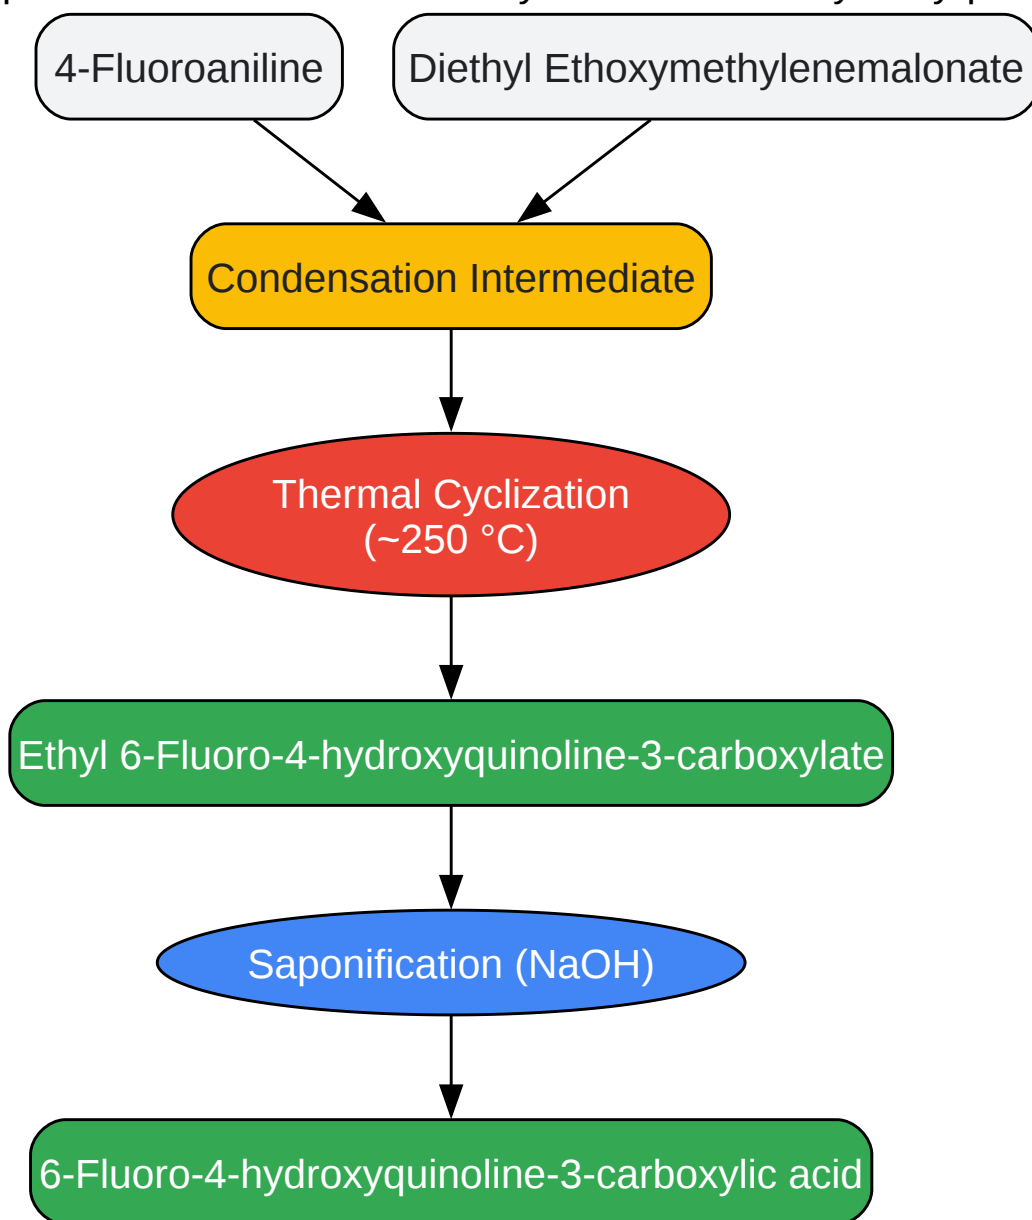 4-Fluoroaniline
Diethyl Ethoxymethylenemalonate
Condensation Intermediate
Thermal Cyclization
(~250 °C)
Ethyl 6-Fluoro-4-hydroxyquinoline-3-carboxylate
Saponification (NaOH)
6-Fluoro-4-hydroxyquinoline-3-carboxylic acid